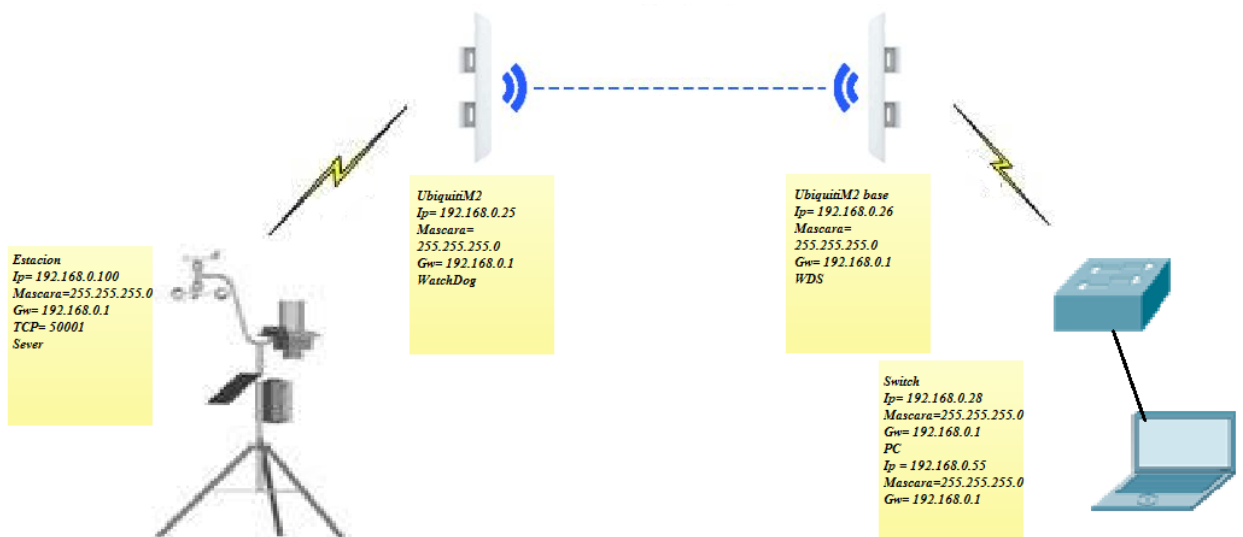 UbiquitiM2
Ip= 192.168.0.25
Mascara=
255.255.255.0
Gw= 192.168.0.1
WatchDog
UbiquitiM2 base
Ip= 192.168.0.26
Mascara=
255.255.255.0
Gw= 192.168.0.1
WDS
Estacion
Ip= 192.168.0.100
Mascara=255.255.255.0
Gw= 192.168.0.1
TCP= 50001
Sever
Switch
Ip= 192.168.0.28
Mascara=255.255.255.0
Gw= 192.168.0.1
PC
Ip = 192.168.0.55
Mascara=255.255.255.0
Gw= 192.168.0.1